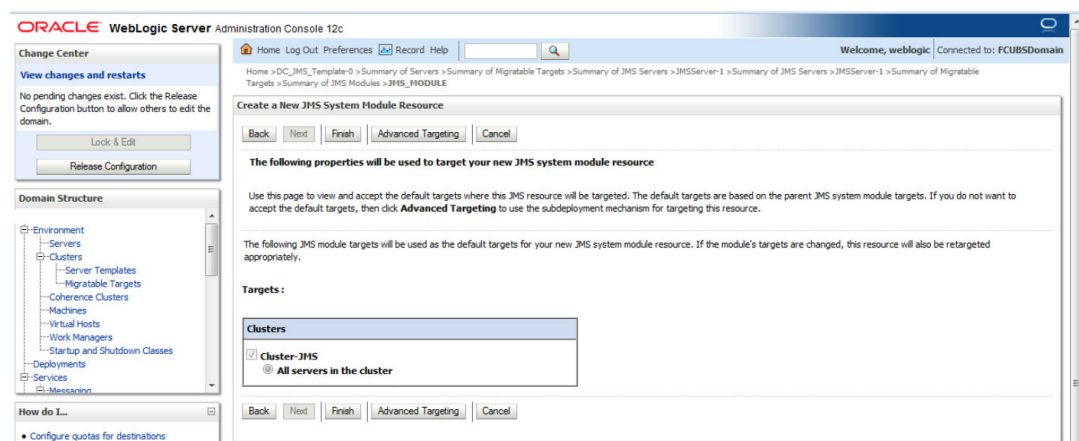 ORACLE WebLogic Server Administration Console 12c
Change Center
View changes and restarts
No pending changes exist. Click the Release
Configuration button to allow others to edit the
domain.
Lock & Edit
Release Configuration
Domain Structure
Environment
Servers
Clusters
Server Templates
Migratable Targets
Coherence Clusters
Machines
Virtual Hosts
Work Managers
Startup and Shutdown Classes
Deployments
Services
Messaging
How do I...
Configure quotas for destinations
Home Log Out Preferences Record Help
Welcome, weblogic Connected to: FCUBSDomain
Home >DC_JMS_Template-0 >Summary of Servers >Summary of Migratable Targets >Summary of JMS Servers >JMSServer-1 >Summary of JMS Servers >JMSServer-1 >Summary of Migratable
Targets >Summary of JMS Modules >JMS_MODULE
Create a New JMS System Module Resource
Back Next Finish Advanced Targeting Cancel
The following properties will be used to target your new JMS system module resource
Use this page to view and accept the default targets where this JMS resource will be targeted. The default targets are based on the parent JMS system module targets. If you do not want to
accept the default targets, then click Advanced Targeting to use the subdeployment mechanism for targeting this resource.
The following JMS module targets will be used as the default targets for your new JMS system module resource. If the module's targets are changed, this resource will also be retargeted
appropriately.
Targets :
Clusters
Cluster-JMS
All servers in the cluster
Back Next Finish Advanced Targeting Cancel